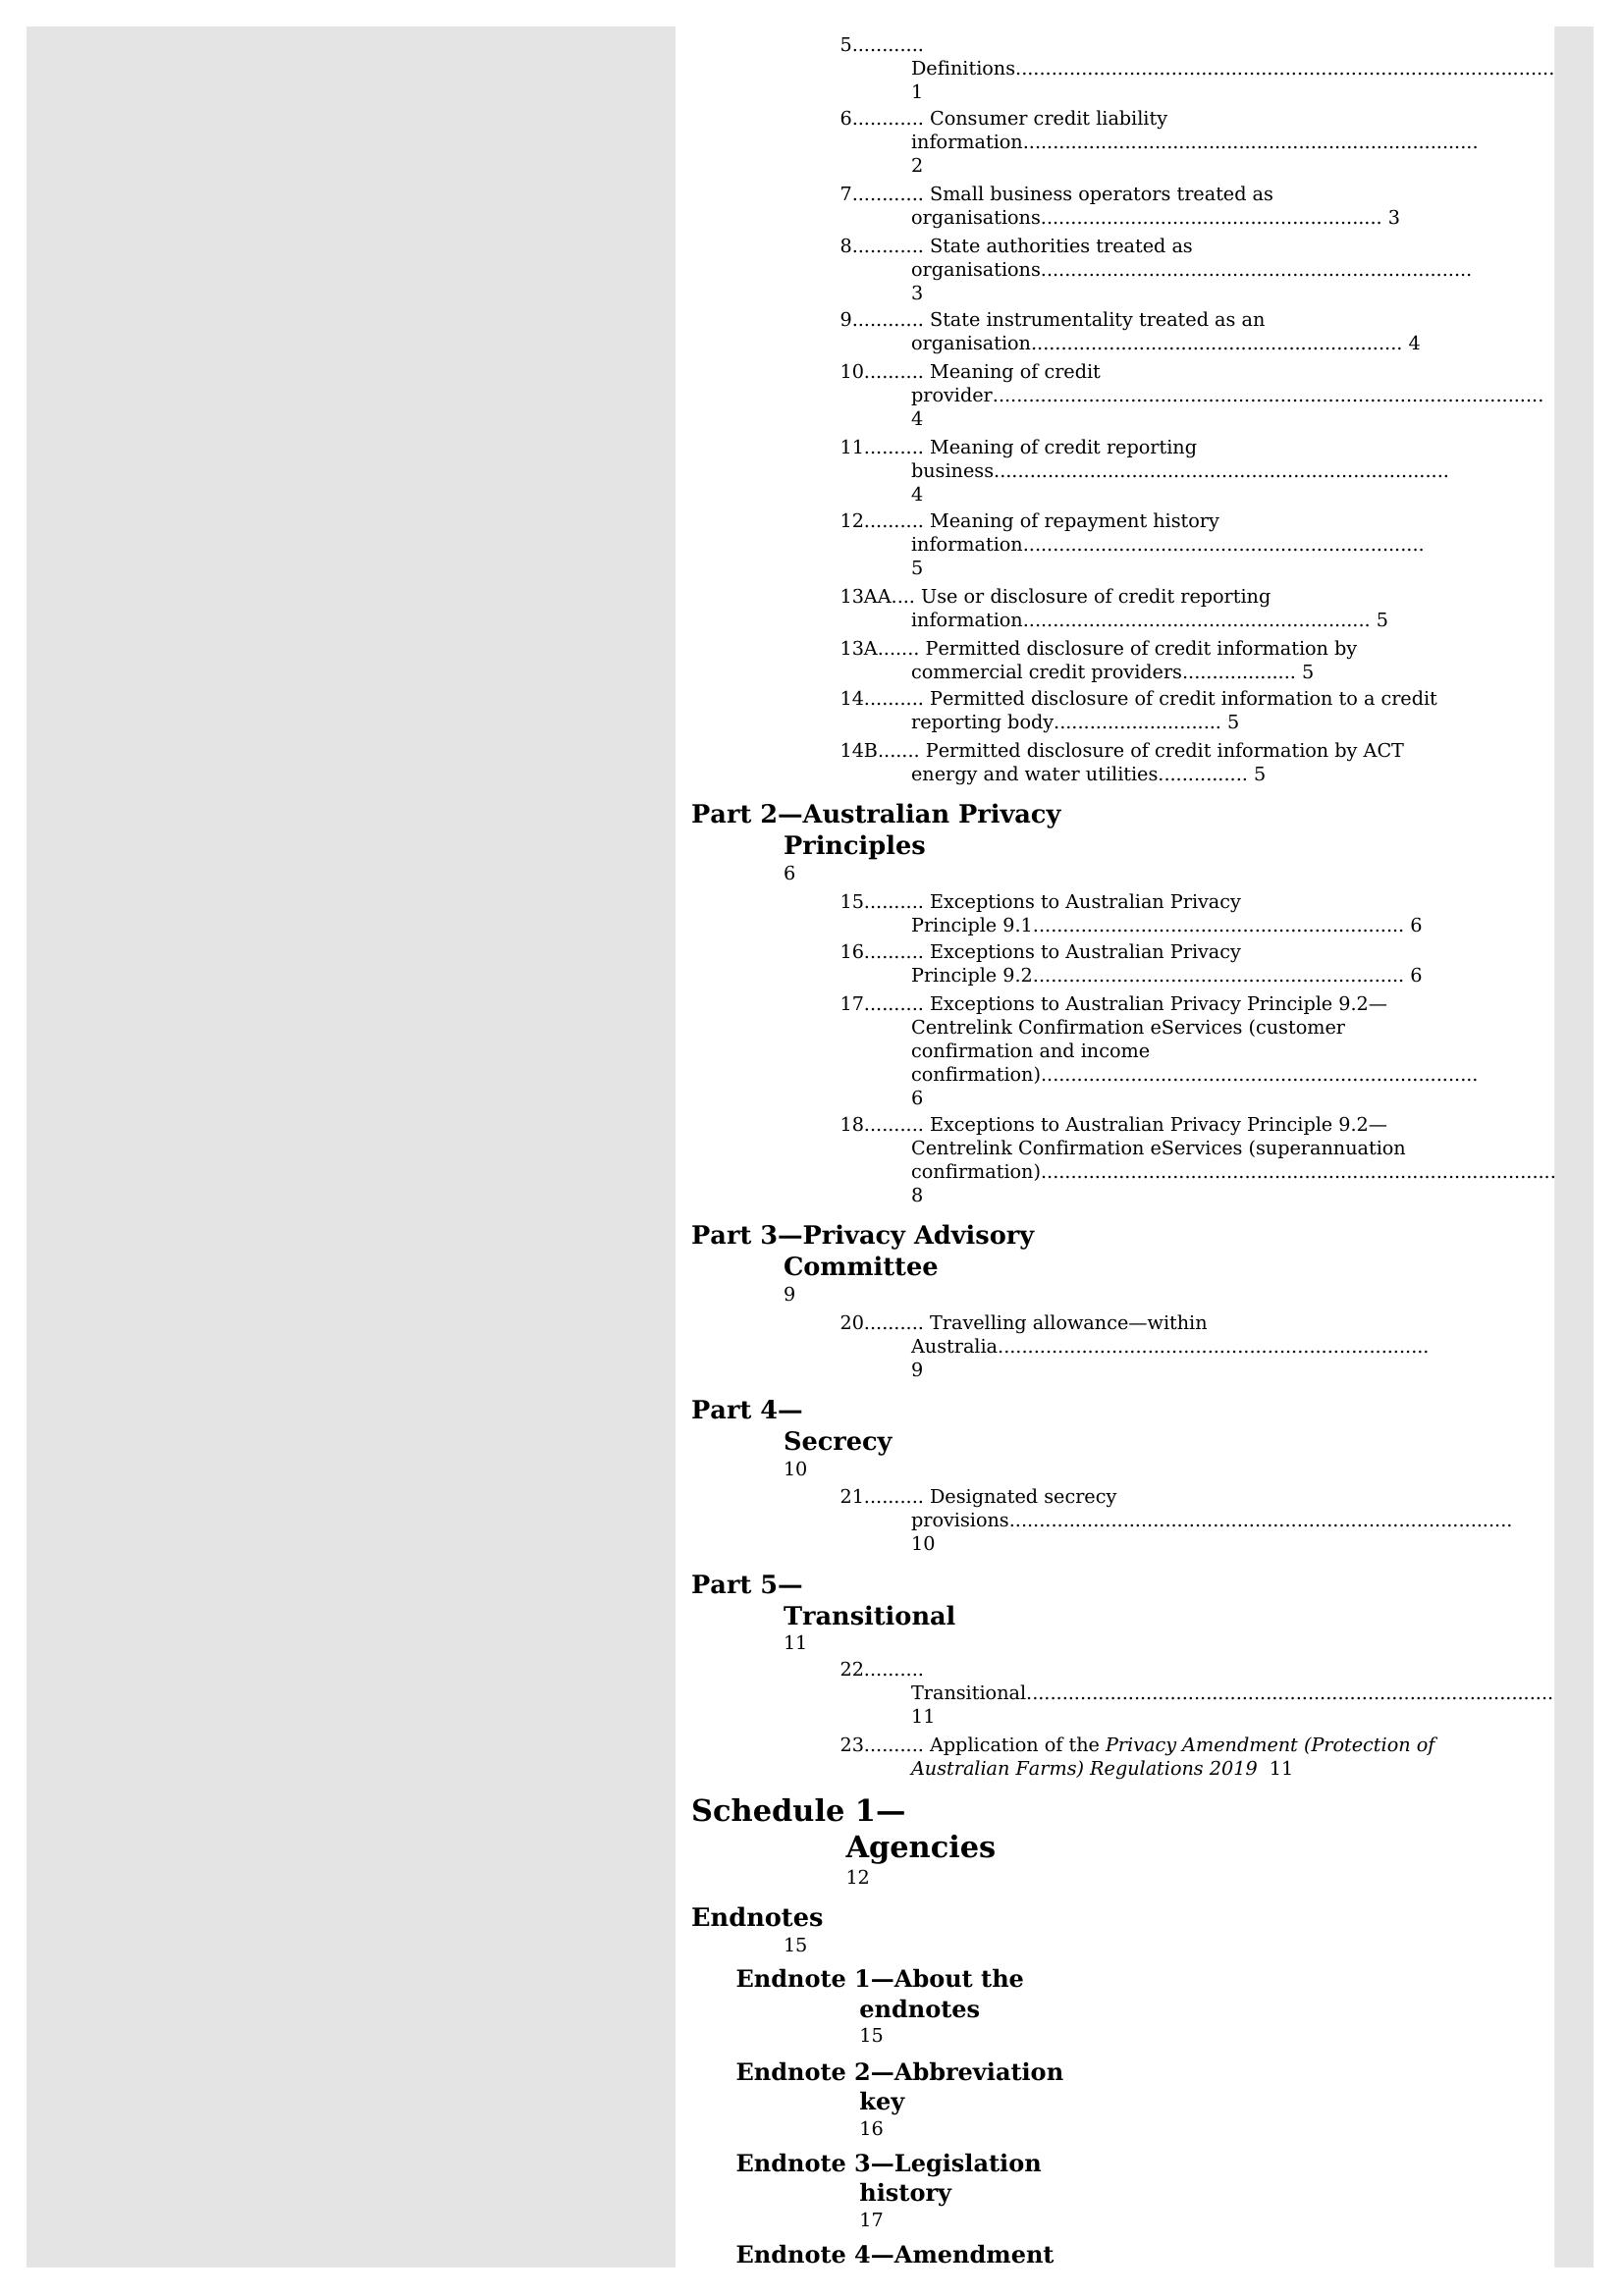 5............
Definitions..........................................................................................
1
6............ Consumer credit liability
information............................................................................
2
7............ Small business operators treated as
organisations......................................................... 3
8............ State authorities treated as
organisations........................................................................
3
9............ State instrumentality treated as an
organisation.............................................................. 4
10.......... Meaning of credit
provider............................................................................................
4
11.......... Meaning of credit reporting
business............................................................................
4
12.......... Meaning of repayment history
information...................................................................
5
13AA.... Use or disclosure of credit reporting
information.......................................................... 5
13A....... Permitted disclosure of credit information by
commercial credit providers................... 5
14.......... Permitted disclosure of credit information to a credit
reporting body............................ 5
14B....... Permitted disclosure of credit information by ACT
energy and water utilities............... 5
Part 2—Australian Privacy
Principles
6
15.......... Exceptions to Australian Privacy
Principle 9.1.............................................................. 6
16.......... Exceptions to Australian Privacy
Principle 9.2.............................................................. 6
17.......... Exceptions to Australian Privacy Principle 9.2—
Centrelink Confirmation eServices (customer
confirmation and income
confirmation).........................................................................
6
18.......... Exceptions to Australian Privacy Principle 9.2—
Centrelink Confirmation eServices (superannuation
confirmation)......................................................................................
8
Part 3—Privacy Advisory
Committee
9
20.......... Travelling allowance—within
Australia........................................................................
9
Part 4—
Secrecy
10
21.......... Designated secrecy
provisions....................................................................................
10
Part 5—
Transitional
11
22..........
Transitional........................................................................................
11
23.......... Application of the Privacy Amendment (Protection of
Australian Farms) Regulations 2019 11
Schedule 1—
Agencies
12
Endnotes
15
Endnote 1—About the
endnotes
15
Endnote 2—Abbreviation
key
16
Endnote 3—Legislation
history
17
Endnote 4—Amendment